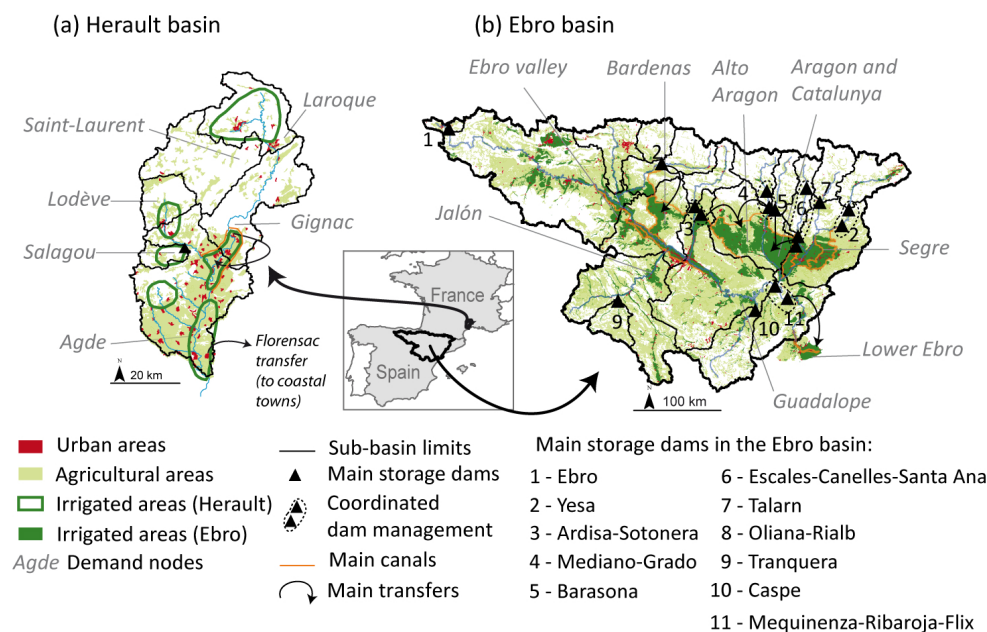 (a) Herault basin
(b) Ebro basin
Ebro valley
Bardenas
Alto
Aragon
Aragon and
Catalunya
Laroque
Saint-Laurent
Lodève
Gignac
Salagou
Agde
Florensac
transfer
(to coastal
towns)
N
20 km
France
Spain
1
2
3
4
5
6
7
2
9
10
11
Jalón
Segre
Lower Ebro
Guadalope
N
100 km
Urban areas
Agricultural areas
Irrigated areas (Herault)
Irrigated areas (Ebro)
Agde Demand nodes
Sub-basin limits
Main storage dams
Coordinated
dam management
Main canals
Main transfers
Main storage dams in the Ebro basin:
1 - Ebro
2 - Yesa
3 - Ardisa-Sotonera
4 - Mediano-Grado
5 - Barasona
6 - Escales-Canelles-Santa Ana
7 - Talarn
8 - Oliana-Rialb
9 - Tranquera
10 - Caspe
11 - Mequinenza-Ribaroja-Flix